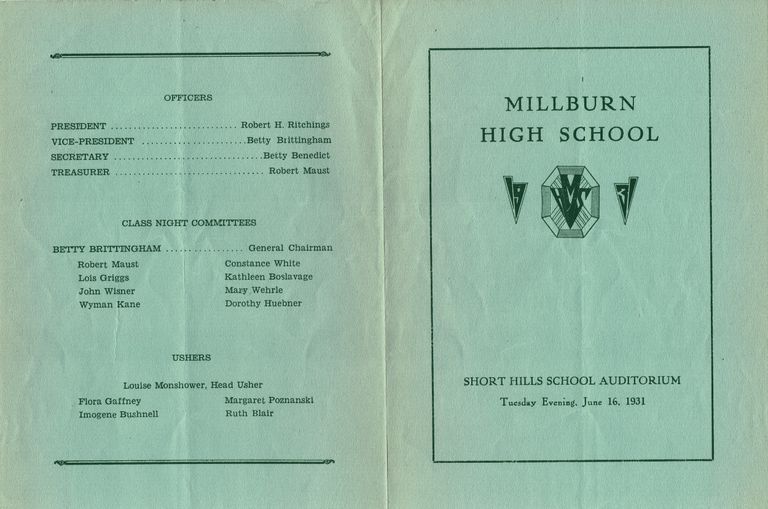 OFFICERS
PRESIDENT ............................ Robert H. Ritchings
VICE-PRESIDENT ........................Betty Brittingham
SECRETARY .................................Betty Benedict
TREASURER ................................. Robert Maust
CLASS NIGHT COMMITTEES
BETTY BRITTINGHAM ................. General Chairman
Robert Maust Constance White
Lois Griggs Kathleen Boslavage
John Wisner Mary Wehrle
Wyman Kane Dorothy Huebner
USHERS
Louise Monshower, Head Usher
Flora Gaffney Margaret Poznanski
Imogene Bushnell Ruth Blair
MILLBURN
HIGH SCHOOL
19 MHS 31
SHORT HILLS SCHOOL AUDITORIUM
Tuesday Evening, June 16, 1931